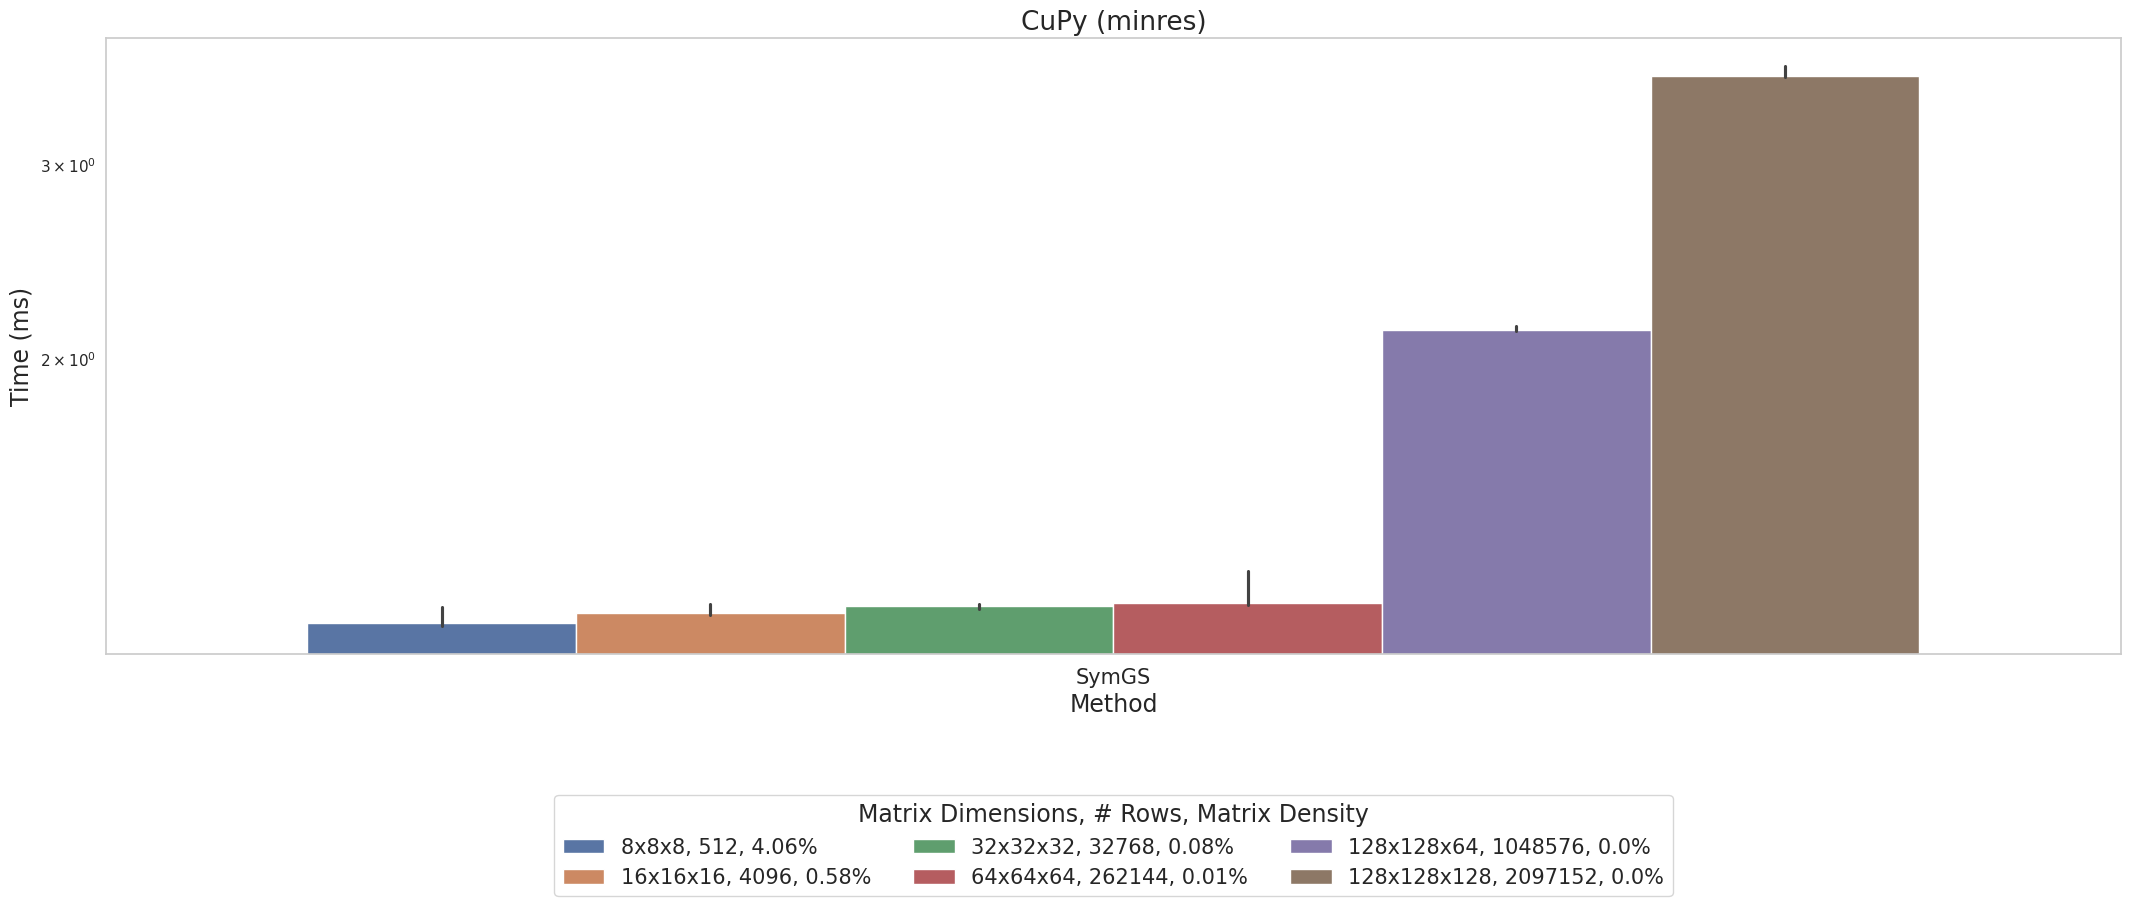 CuPy (minres)
3 × 10⁰
2 × 10⁰
Time (ms)
SymGS
Method
Matrix Dimensions, # Rows, Matrix Density
8x8x8, 512, 4.06%
16x16x16, 4096, 0.58%
32x32x32, 32768, 0.08%
64x64x64, 262144, 0.01%
128x128x64, 1048576, 0.0%
128x128x128, 2097152, 0.0%